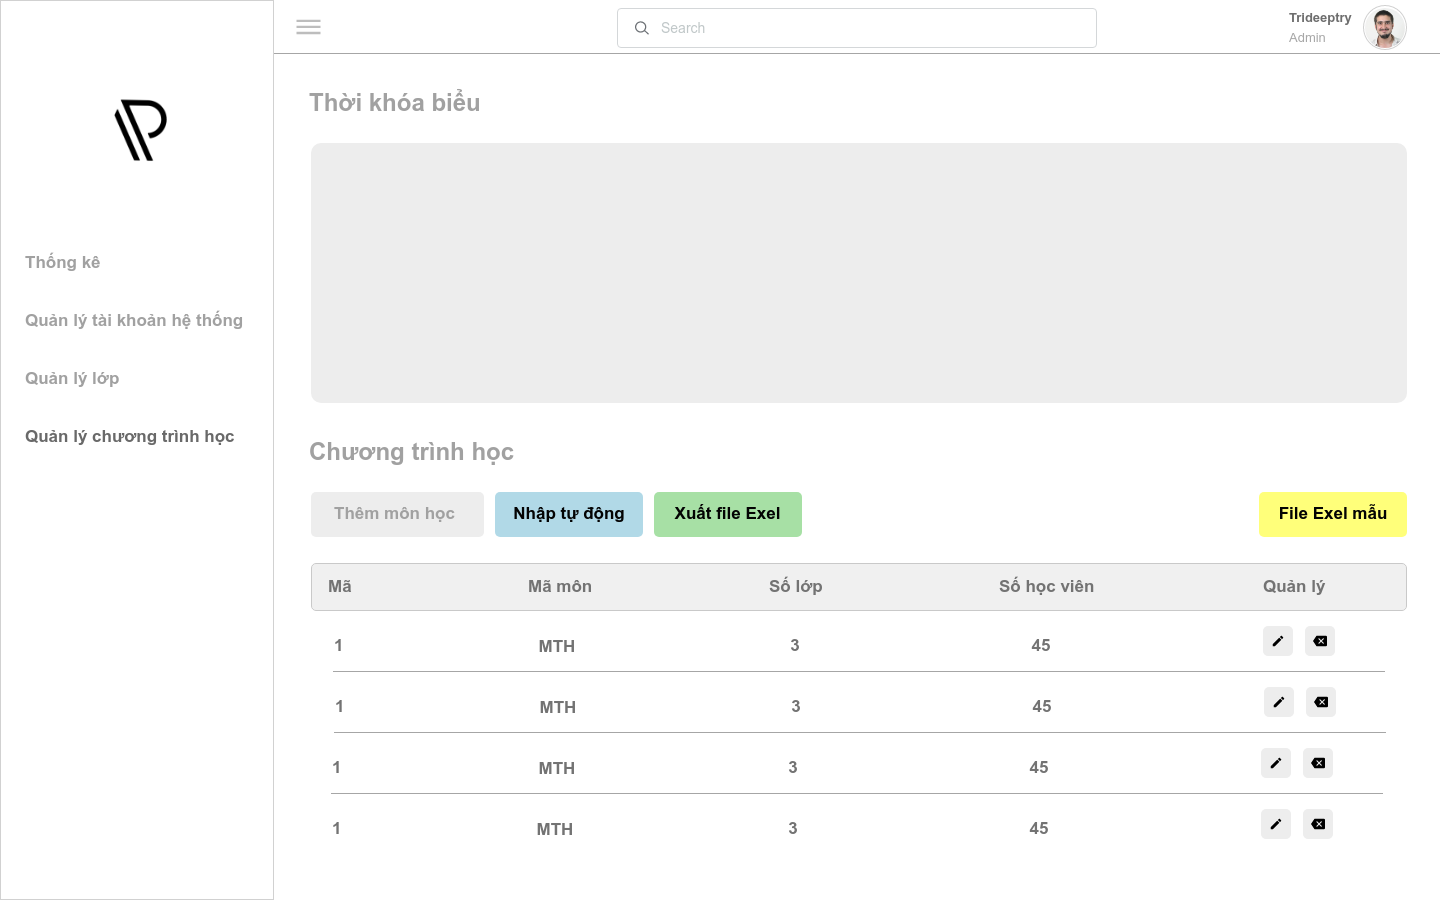 Search
Trideeptry
Admin
Thống kê
Quản lý tài khoản hệ thống
Quản lý lớp
Quản lý chương trình học
Thời khóa biểu
Chương trình học
Thêm môn học
Nhập tự động
Xuất file Exel
File Exel mẫu
Mã Mã môn Số lớp Số học viên Quản lý
1 MTH 3 45
1 MTH 3 45
1 MTH 3 45
1 MTH 3 45